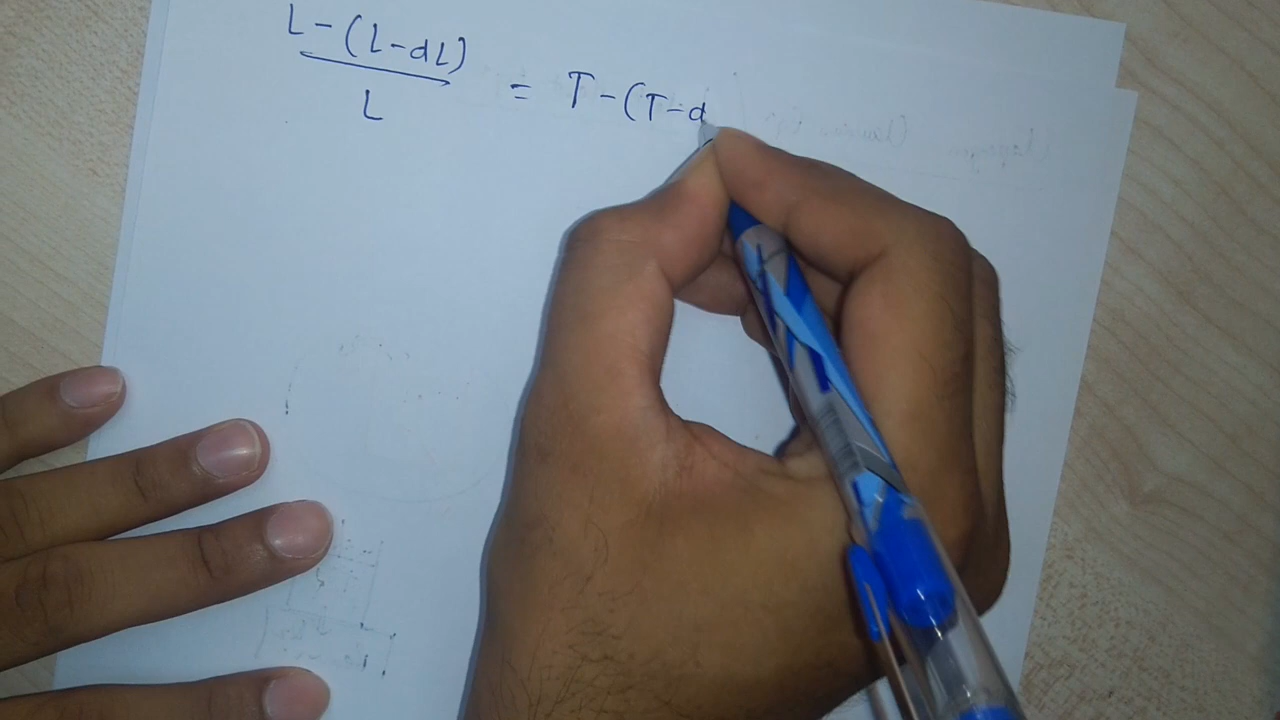 L-(L-dL)
/ L = T-(T-d